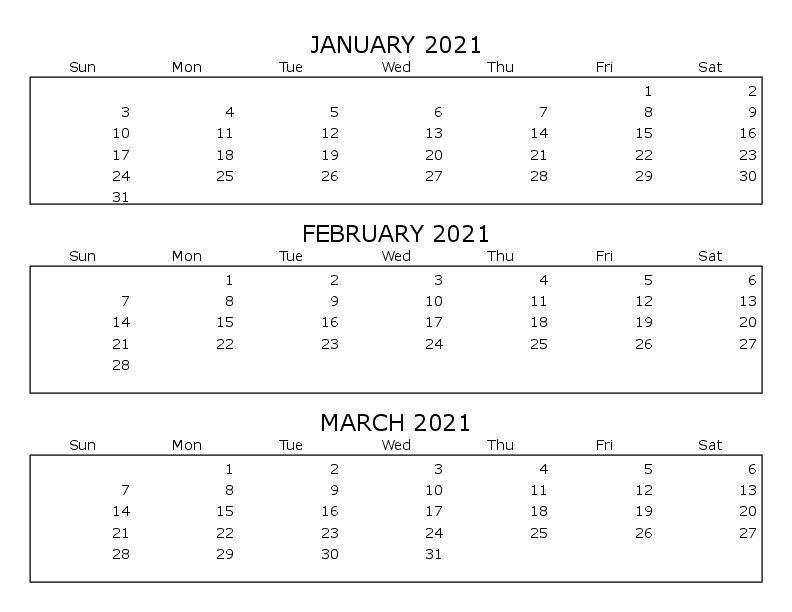 JANUARY 2021
Sun Mon Tue Wed Thu Fri Sat
1 2
3 4 5 6 7 8 9
10 11 12 13 14 15 16
17 18 19 20 21 22 23
24 25 26 27 28 29 30
31
FEBRUARY 2021
Sun Mon Tue Wed Thu Fri Sat
1 2 3 4 5 6
7 8 9 10 11 12 13
14 15 16 17 18 19 20
21 22 23 24 25 26 27
28
MARCH 2021
Sun Mon Tue Wed Thu Fri Sat
1 2 3 4 5 6
7 8 9 10 11 12 13
14 15 16 17 18 19 20
21 22 23 24 25 26 27
28 29 30 31